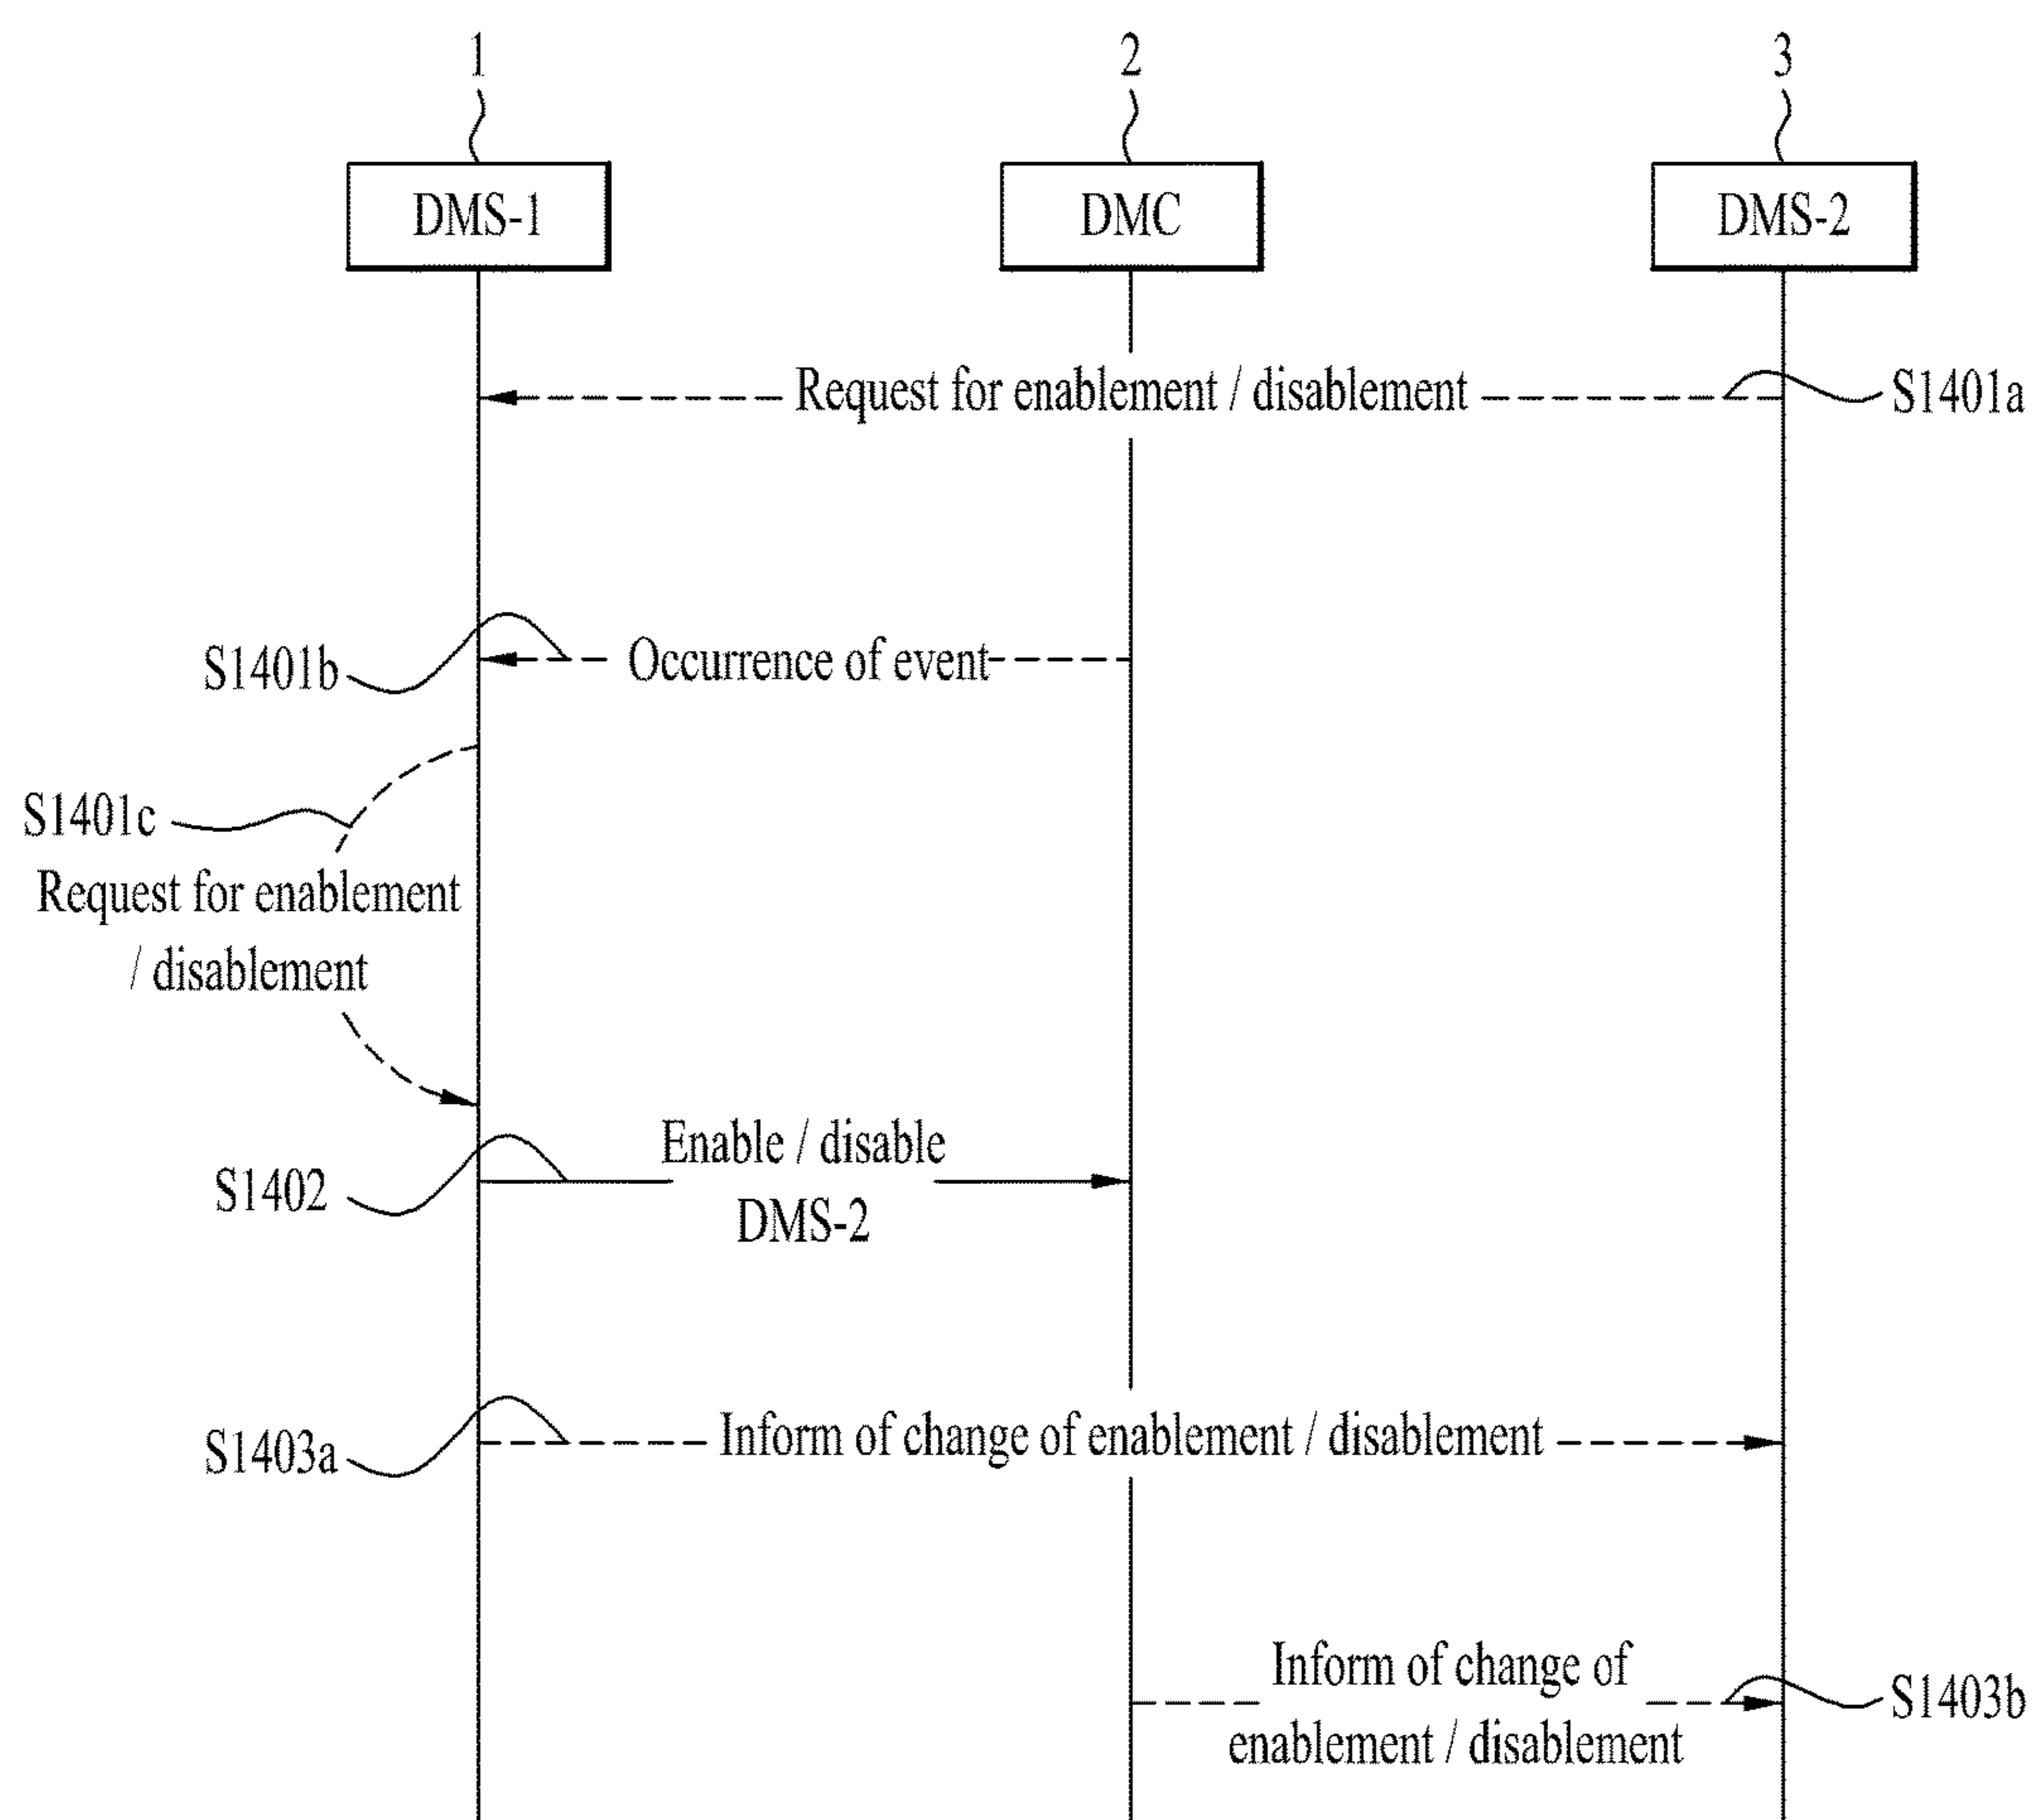 1
2
3
DMS-1
DMC
DMS-2
Request for enablement / disablement
S1401a
S1401b
Occurrence of event
S1401c
Request for enablement
/ disablement
Enable / disable
S1402
DMS-2
S1403a
Inform of change of enablement / disablement
Inform of change of
S1403b
enablement / disablement